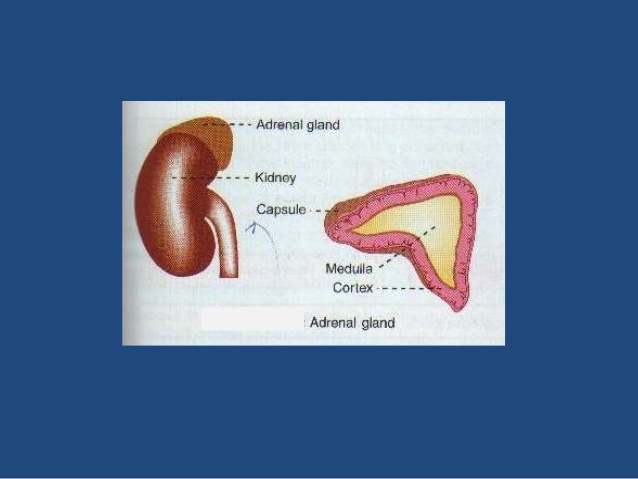 Adrenal gland
Kidney
Capsule
Medulla
Cortex
: Adrenal gland